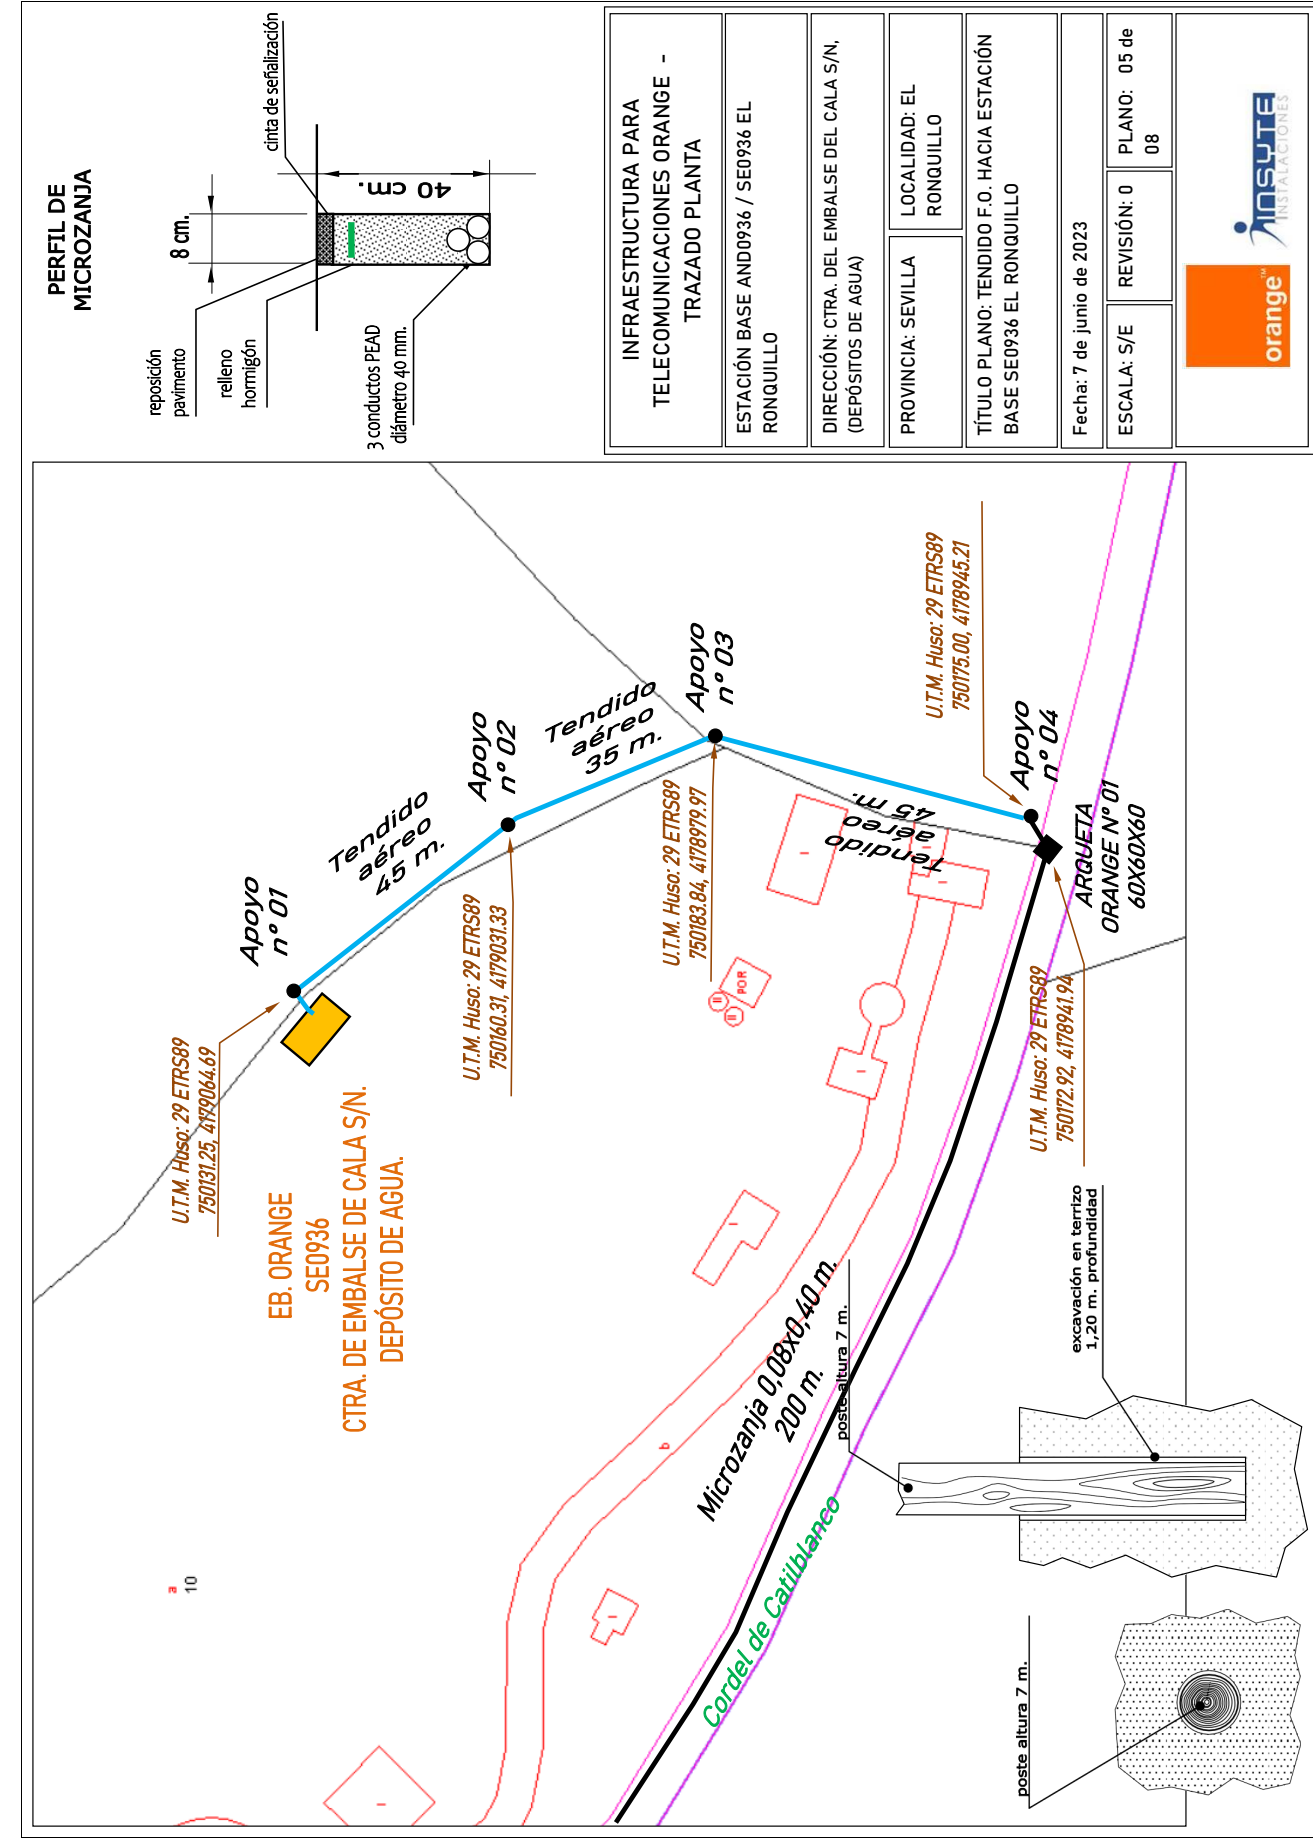 PERFIL DE
MICROZANJA
8 cm.
40 cm.
cinta de señalización
reposición
pavimento
relleno
hormigón
3 conductos PEAD
diámetro 40 mm.
INFRAESTRUCTURA PARA
TELECOMUNICACIONES ORANGE -
TRAZADO PLANTA
ESTACIÓN BASE AND0936 / SE0936 EL
RONQUILLO
DIRECCIÓN: CTRA. DEL EMBALSE DEL CALA S/N,
(DEPÓSITOS DE AGUA)
PROVINCIA: SEVILLA
LOCALIDAD: EL
RONQUILLO
TÍTULO PLANO: TENDIDO F.O. HACIA ESTACIÓN
BASE SE0936 EL RONQUILLO
Fecha: 7 de junio de 2023
ESCALA: S/E
REVISIÓN: 0
PLANO: 05 de
08
orange™
INSYTE
INSTALACIONES
U.T.M. Huso: 29 ETRS89
750131.25, 4179064.69
Apoyo
n° 01
Tendido
aéreo
45 m.
EB. ORANGE
SE0936
CTRA. DE EMBALSE DE CALA S/N.
DEPÓSITO DE AGUA.
U.T.M. Huso: 29 ETRS89
750160.31, 4179031.33
Apoyo
n° 02
Tendido
aéreo
35 m.
U.T.M. Huso: 29 ETRS89
750183.84, 4178979.97
Apoyo
n° 03
Tendido
aéreo
45 m.
U.T.M. Huso: 29 ETRS89
750175.00, 4178945.21
Apoyo
n° 04
ARQUETA
ORANGE Nº 01
60X60X60
U.T.M. Huso: 29 ETRS89
750172.92, 4178941.94
POR
II
II
I
I
I
I
I
I
b
a
10
Microzanja 0,08x0,40 m.
200 m.
Cordel de Catilblanco
poste altura 7 m.
excavación en terrizo
1,20 m. profundidad
poste altura 7 m.